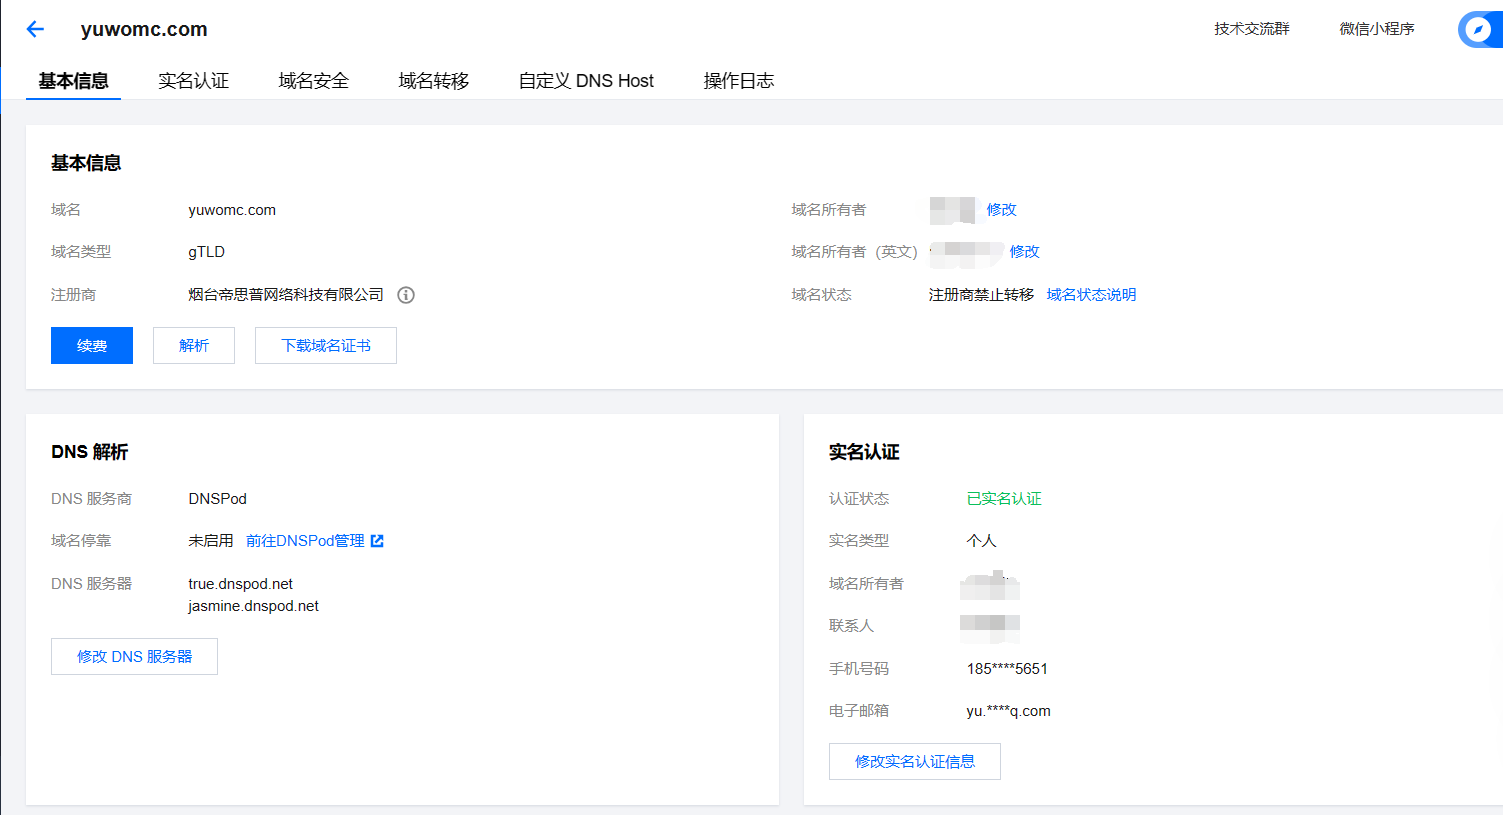 yuwomc.com
技术交流群
微信小程序
基本信息
实名认证
域名安全
域名转移
自定义 DNS Host
操作日志
基本信息
域名
yuwomc.com
域名所有者
修改
域名类型
gTLD
域名所有者（英文）
修改
注册商
烟台帝思普网络科技有限公司
域名状态
注册商禁止转移
域名状态说明
续费
解析
下载域名证书
DNS 解析
DNS 服务商
DNSPod
域名停靠
未启用
前往DNSPod管理
DNS 服务器
true.dnspod.net
jasmine.dnspod.net
修改 DNS 服务器
实名认证
认证状态
已实名认证
实名类型
个人
域名所有者
联系人
手机号码
185****5651
电子邮箱
yu.****q.com
修改实名认证信息